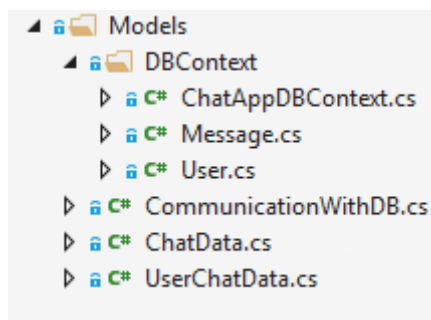 Models
DBContext
C# ChatAppDBContext.cs
C# Message.cs
C# User.cs
C# CommunicationWithDB.cs
C# ChatData.cs
C# UserChatData.cs